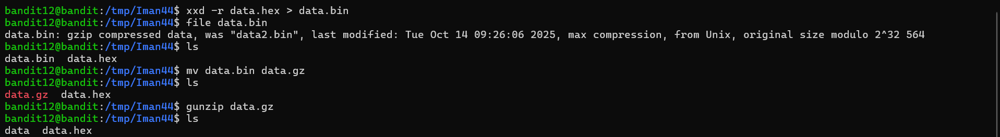 bandit12@bandit:/tmp/Iman44$ xxd -r data.hex > data.bin
bandit12@bandit:/tmp/Iman44$ file data.bin
data.bin: gzip compressed data, was "data2.bin", last modified: Tue Oct 14 09:26:06 2025, max compression, from Unix, original size modulo 2^32 564
bandit12@bandit:/tmp/Iman44$ ls
data.bin  data.hex
bandit12@bandit:/tmp/Iman44$ mv data.bin data.gz
bandit12@bandit:/tmp/Iman44$ ls
data.gz  data.hex
bandit12@bandit:/tmp/Iman44$ gunzip data.gz
bandit12@bandit:/tmp/Iman44$ ls
data  data.hex